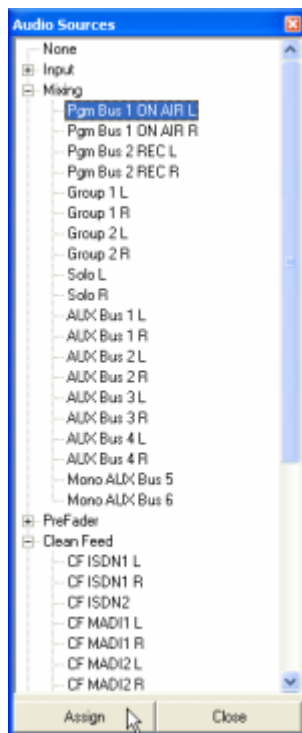 Audio Sources
None
Input
Mixing
Pgm Bus 1 ON AIR L
Pgm Bus 1 ON AIR R
Pgm Bus 2 REC L
Pgm Bus 2 REC R
Group 1 L
Group 1 R
Group 2 L
Group 2 R
Solo L
Solo R
AUX Bus 1 L
AUX Bus 1 R
AUX Bus 2 L
AUX Bus 2 R
AUX Bus 3 L
AUX Bus 3 R
AUX Bus 4 L
AUX Bus 4 R
Mono AUX Bus 5
Mono AUX Bus 6
PreFader
Clean Feed
CF ISDN1 L
CF ISDN1 R
CF ISDN2
CF MADI1 L
CF MADI1 R
CF MADI2 L
CF MADI2 R
Assign Close